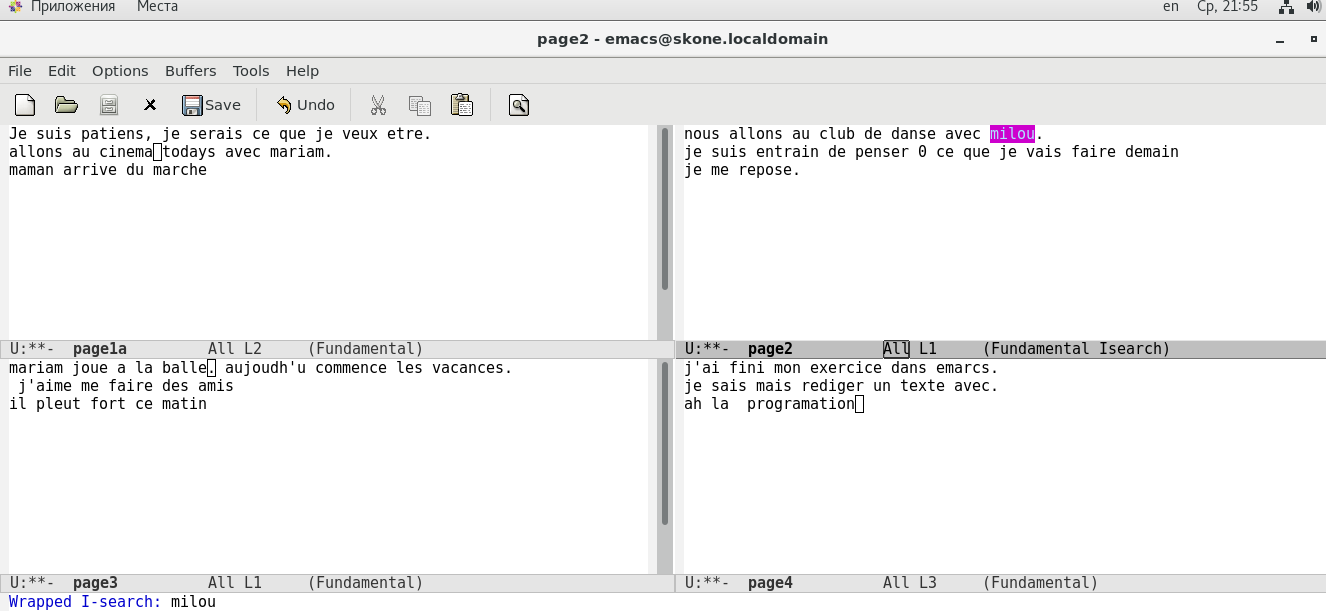 Приложения Места en Ср, 21:55
page2 - emacs@skone.localdomain
File Edit Options Buffers Tools Help
Save Undo
Je suis patiens, je serais ce que je veux etre.
allons au cinema todays avec mariam.
maman arrive du marche
U:**- page1a All L2 (Fundamental)
nous allons au club de danse avec milou.
je suis entrain de penser 0 ce que je vais faire demain
je me repose.
U:**- page2 All L1 (Fundamental Isearch)
mariam joue a la balle. aujoudh'u commence les vacances.
j'aime me faire des amis
il pleut fort ce matin
U:**- page3 All L1 (Fundamental)
j'ai fini mon exercice dans emarcs.
je sais mais rediger un texte avec.
ah la  programation
U:**- page4 All L3 (Fundamental)
Wrapped I-search: milou